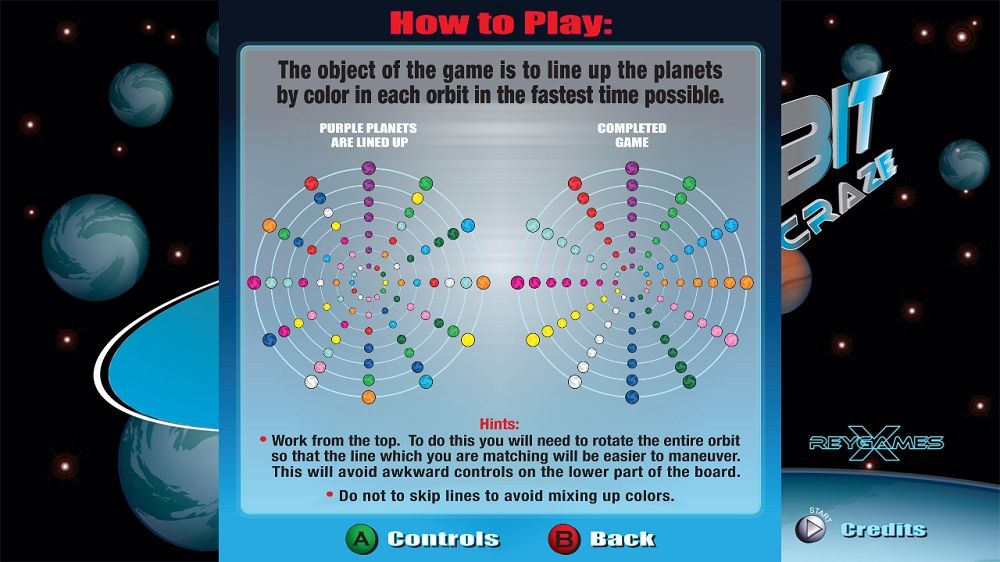 How to Play:
The object of the game is to line up the planets
by color in each orbit in the fastest time possible.
PURPLE PLANETS
ARE LINED UP
COMPLETED
GAME
BIT
CRAZE
Hints:
• Work from the top. To do this you will need to rotate the entire orbit
so that the line which you are matching will be easier to maneuver.
This will avoid awkward controls on the lower part of the board.
• Do not to skip lines to avoid mixing up colors.
X
REYGAMES
START
Credits
A Controls
B Back